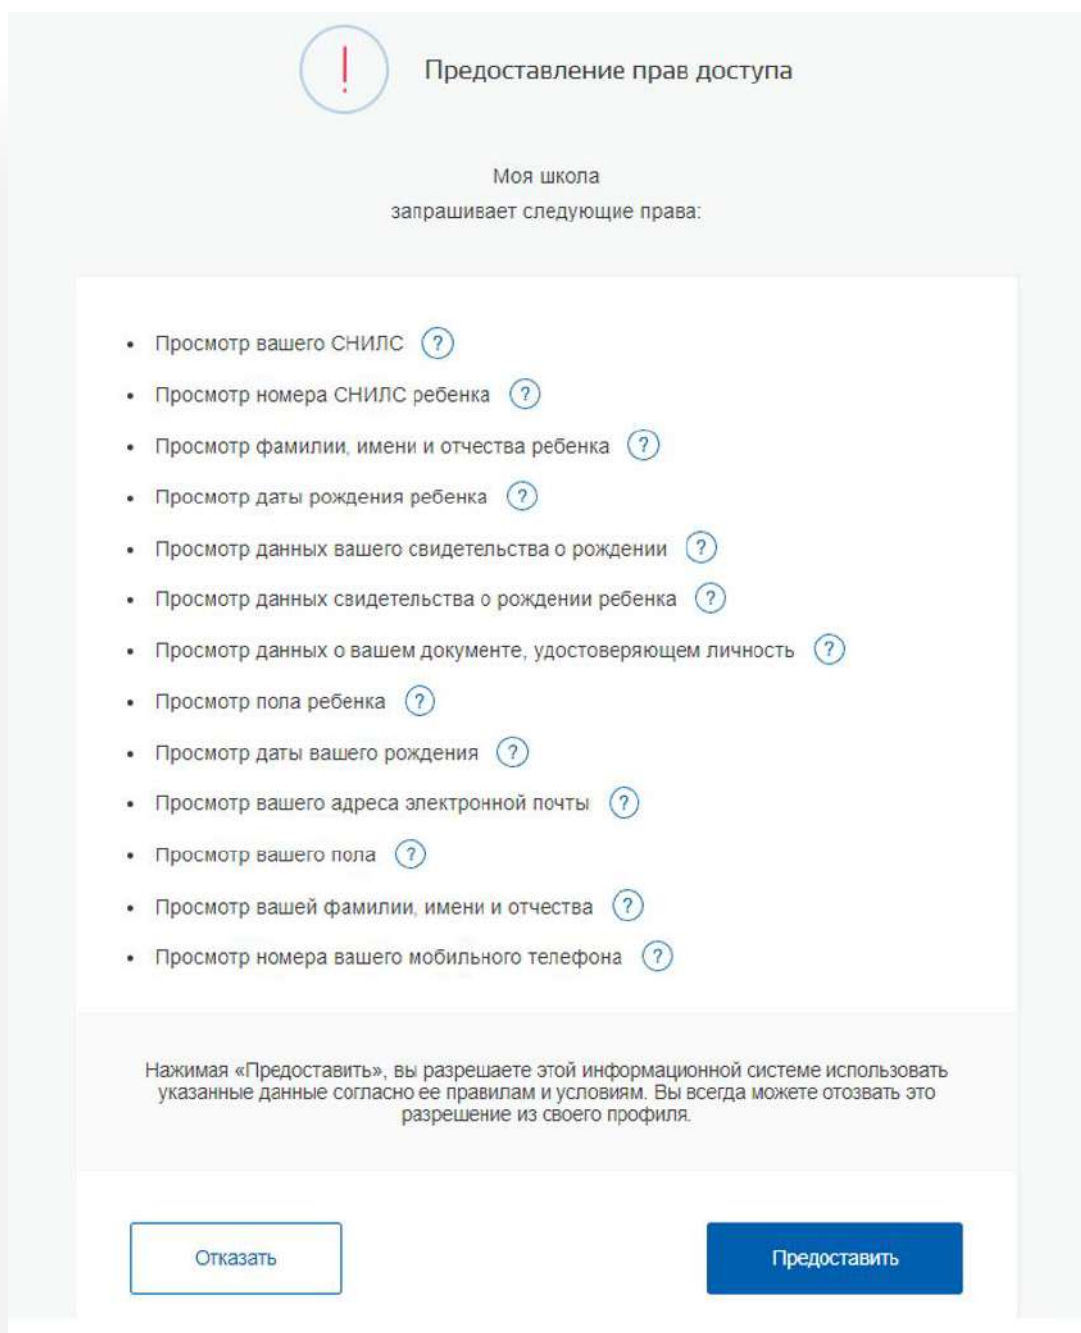 Предоставление прав доступа
Моя школа
запрашивает следующие права:
• Просмотр вашего СНИЛС ?
• Просмотр номера СНИЛС ребенка ?
• Просмотр фамилии, имени и отчества ребенка ?
• Просмотр даты рождения ребенка ?
• Просмотр данных вашего свидетельства о рождении ?
• Просмотр данных свидетельства о рождении ребенка ?
• Просмотр данных о вашем документе, удостоверяющем личность ?
• Просмотр пола ребенка ?
• Просмотр даты вашего рождения ?
• Просмотр вашего адреса электронной почты ?
• Просмотр вашего пола ?
• Просмотр вашей фамилии, имени и отчества ?
• Просмотр номера вашего мобильного телефона ?
Нажимая «Предоставить», вы разрешаете этой информационной системе использовать
указанные данные согласно ее правилам и условиям. Вы всегда можете отозвать это
разрешение из своего профиля.
Отказать
Предоставить